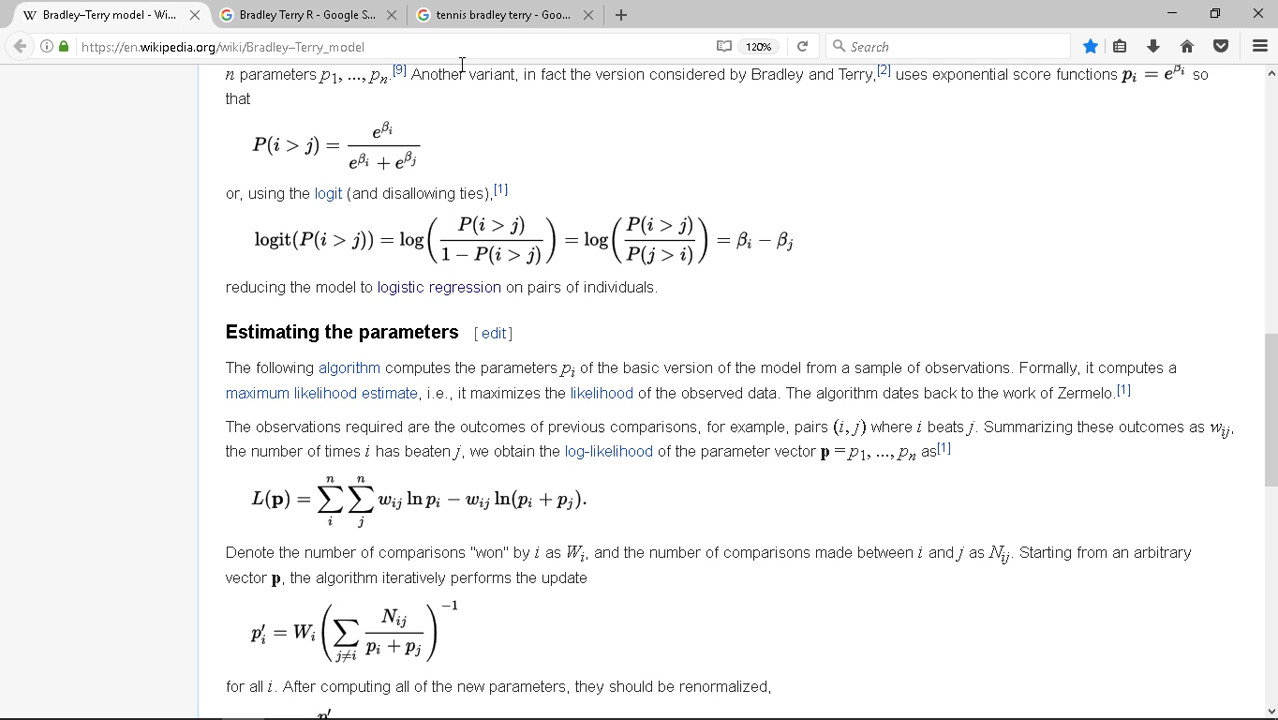 Bradley–Terry model - Wi...
Bradley Terry R - Google S...
tennis bradley terry - Goo...
https://en.wikipedia.org/wiki/Bradley–Terry_model
120%
Search
n parameters p1, ..., pn.[9] Another variant, in fact the version considered by Bradley and Terry,[2] uses exponential score functions pi = e^βi so
that
P(i > j) = e^βi / (e^βi + e^βj)
or, using the logit (and disallowing ties),[1]
logit(P(i > j)) = log(P(i > j) / (1 − P(i > j))) = log(P(i > j) / P(j > i)) = βi − βj
reducing the model to logistic regression on pairs of individuals.
Estimating the parameters [ edit ]
The following algorithm computes the parameters pi of the basic version of the model from a sample of observations. Formally, it computes a
maximum likelihood estimate, i.e., it maximizes the likelihood of the observed data. The algorithm dates back to the work of Zermelo.[1]
The observations required are the outcomes of previous comparisons, for example, pairs (i, j) where i beats j. Summarizing these outcomes as wij,
the number of times i has beaten j, we obtain the log-likelihood of the parameter vector p = p1, ..., pn as[1]
L(p) = ∑i^n ∑j^n wij ln pi − wij ln(pi + pj).
Denote the number of comparisons "won" by i as Wi, and the number of comparisons made between i and j as Nij. Starting from an arbitrary
vector p, the algorithm iteratively performs the update
p′i = Wi (∑j≠i Nij / (pi + pj))^−1
for all i. After computing all of the new parameters, they should be renormalized,